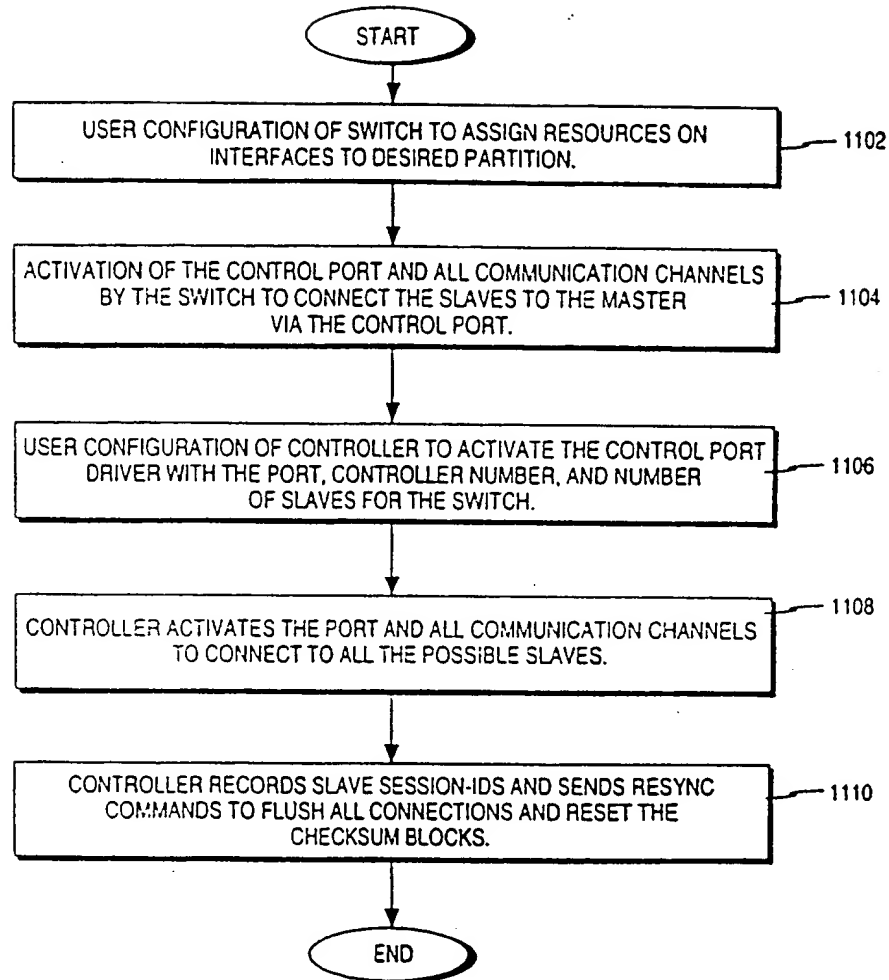 START
USER CONFIGURATION OF SWITCH TO ASSIGN RESOURCES ON
INTERFACES TO DESIRED PARTITION.
1102
ACTIVATION OF THE CONTROL PORT AND ALL COMMUNICATION CHANNELS
BY THE SWITCH TO CONNECT THE SLAVES TO THE MASTER
VIA THE CONTROL PORT.
1104
USER CONFIGURATION OF CONTROLLER TO ACTIVATE THE CONTROL PORT
DRIVER WITH THE PORT, CONTROLLER NUMBER, AND NUMBER
OF SLAVES FOR THE SWITCH.
1106
CONTROLLER ACTIVATES THE PORT AND ALL COMMUNICATION CHANNELS
TO CONNECT TO ALL THE POSSIBLE SLAVES.
1108
CONTROLLER RECORDS SLAVE SESSION-IDS AND SENDS RESYNC
COMMANDS TO FLUSH ALL CONNECTIONS AND RESET THE
CHECKSUM BLOCKS.
1110
END